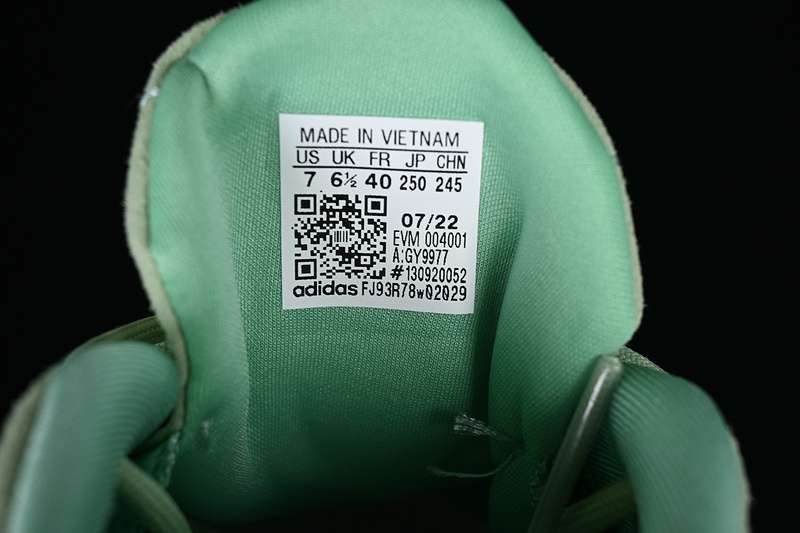 MADE IN VIETNAM
US UK FR JP CHN
7 6½ 40 250 245
07/22
EVM 004001
A:GY9977
#130920052
adidas FJ93R78w02029